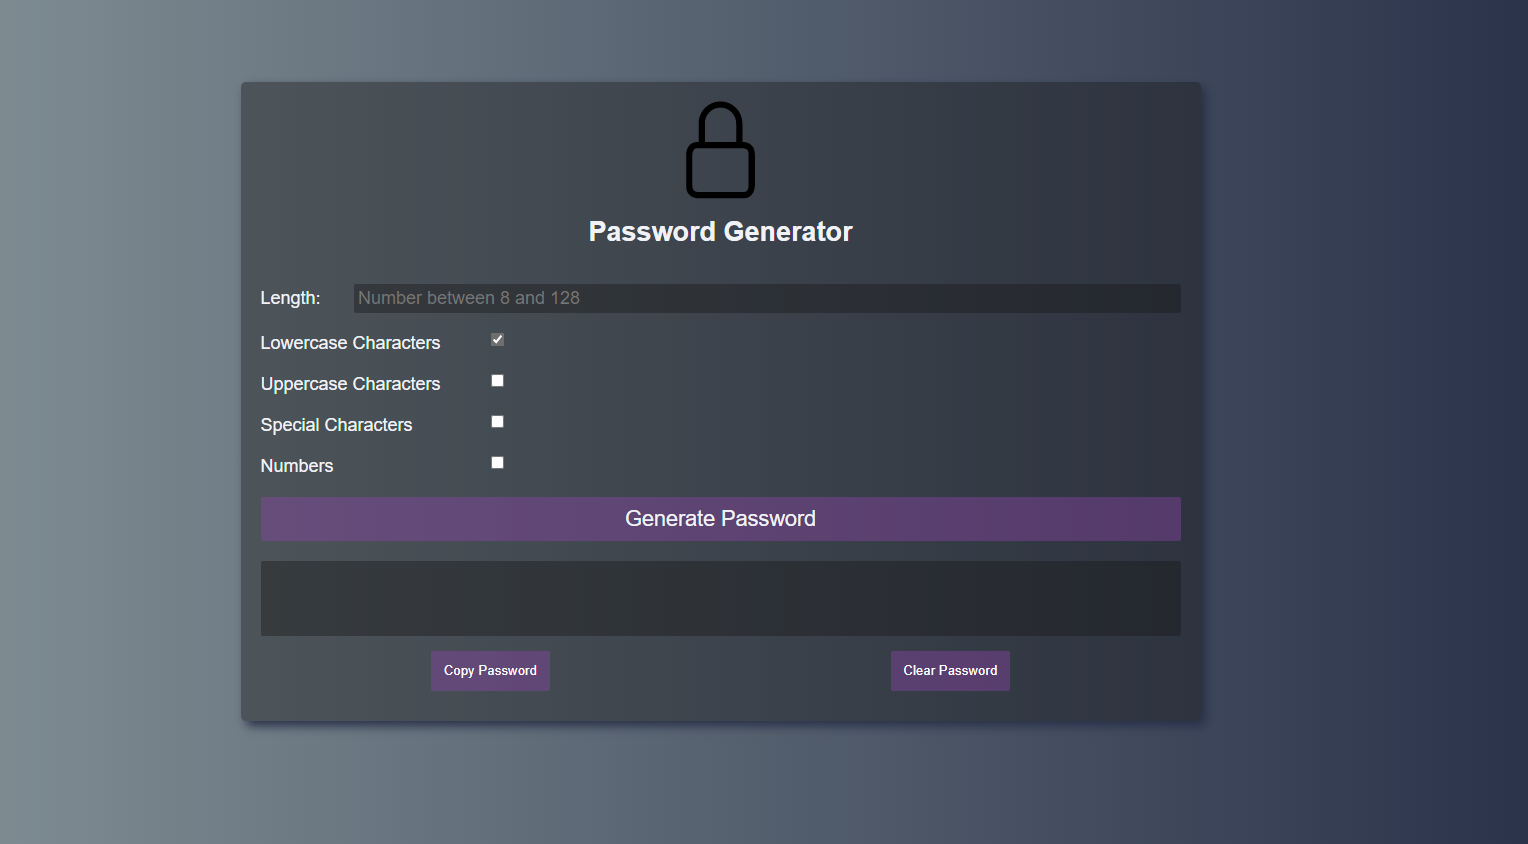 Password Generator
Length: Number between 8 and 128
Lowercase Characters
Uppercase Characters
Special Characters
Numbers
Generate Password
Copy Password Clear Password